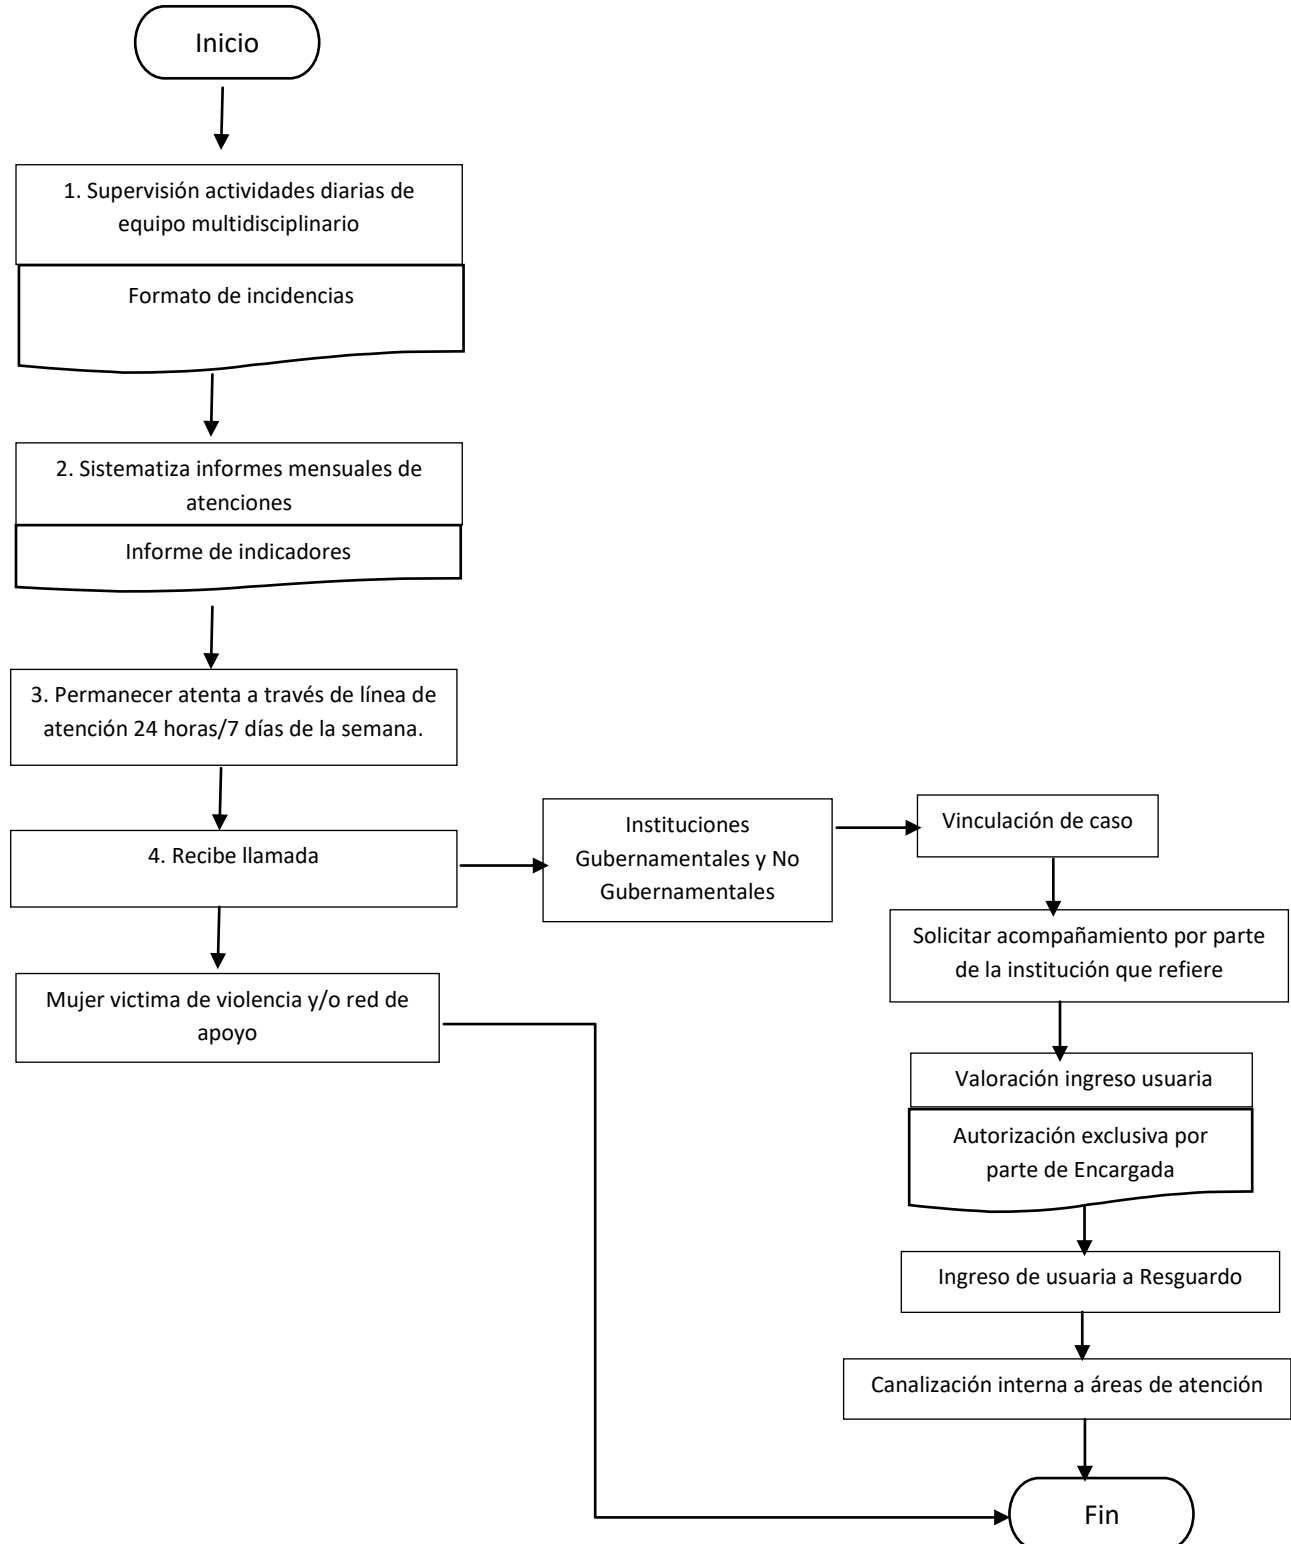 Inicio
1. Supervisión actividades diarias de
equipo multidisciplinario
Formato de incidencias
2. Sistematiza informes mensuales de
atenciones
Informe de indicadores
3. Permanecer atenta a través de línea de
atención 24 horas/7 días de la semana.
4. Recibe llamada
Mujer victima de violencia y/o red de
apoyo
Instituciones
Gubernamentales y No
Gubernamentales
Vinculación de caso
Solicitar acompañamiento por parte
de la institución que refiere
Valoración ingreso usuaria
Autorización exclusiva por
parte de Encargada
Ingreso de usuaria a Resguardo
Canalización interna a áreas de atención
Fin